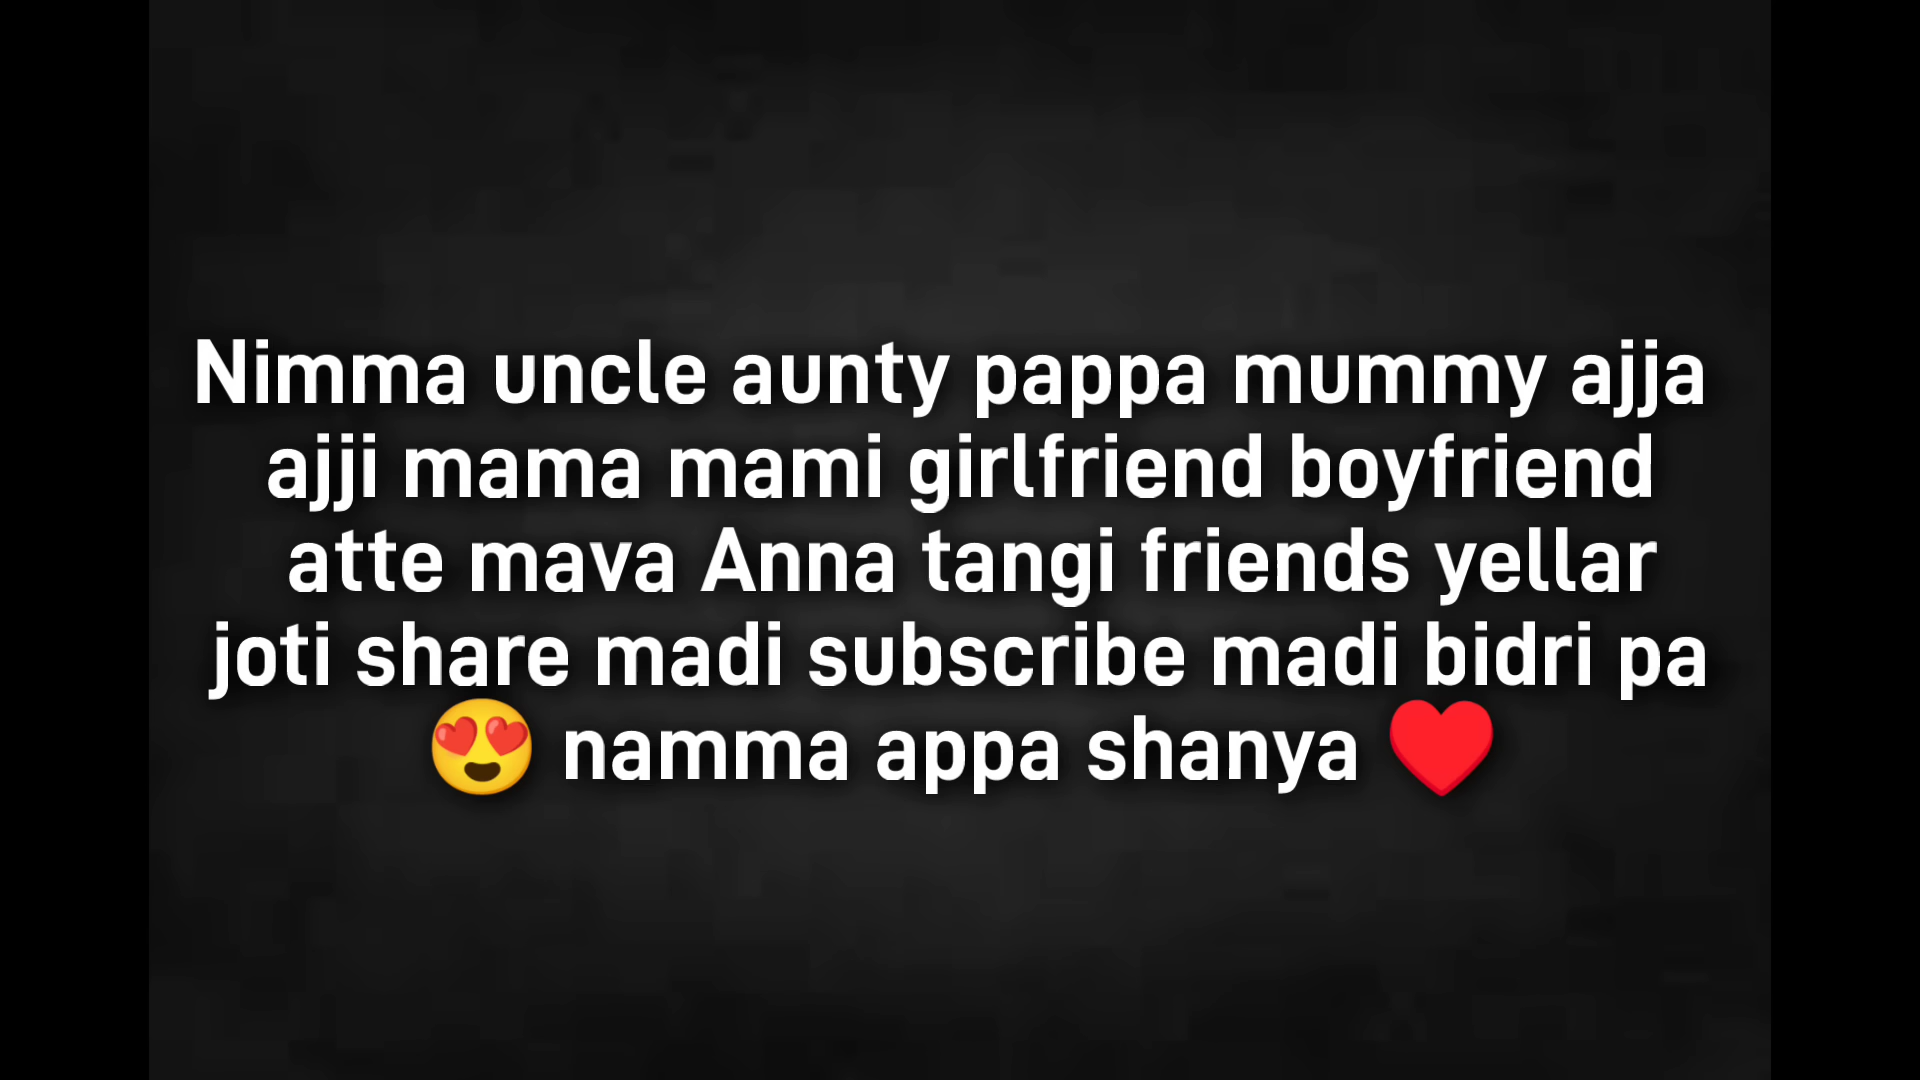 Nimma uncle aunty pappa mummy ajja
ajji mama mami girlfriend boyfriend
atte mava Anna tangi friends yellar
joti share madi subscribe madi bidri pa
😍 namma appa shanya ♥️